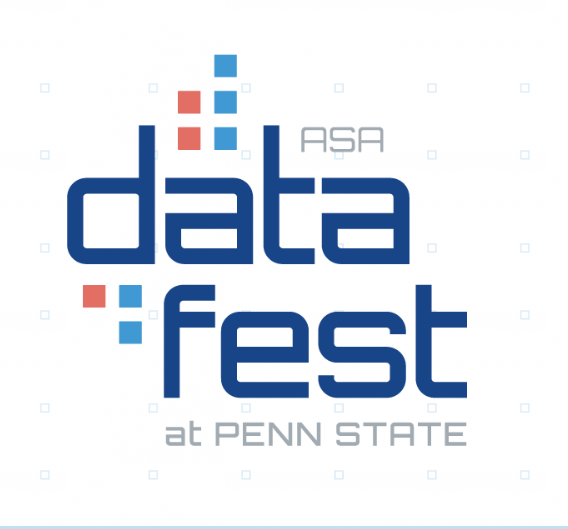 ASA
data
fest
at PENN STATE